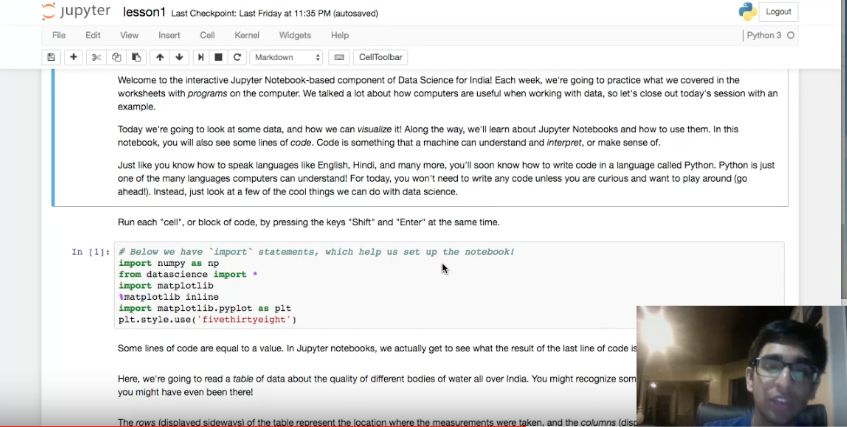 jupyter lesson1 Last Checkpoint: Last Friday at 11:35 PM (autosaved)
Logout
File Edit View Insert Cell Kernel Widgets Help
Python 3
Markdown
CellToolbar
Welcome to the interactive Jupyter Notebook-based component of Data Science for India! Each week, we're going to practice what we covered in the
worksheets with programs on the computer. We talked a lot about how computers are useful when working with data, so let's close out today's session with an
example.
Today we're going to look at some data, and how we can visualize it! Along the way, we'll learn about Jupyter Notebooks and how to use them. In this
notebook, you will also see some lines of code. Code is something that a machine can understand and interpret, or make sense of.
Just like you know how to speak languages like English, Hindi, and many more, you'll soon know how to write code in a language called Python. Python is just
one of the many languages computers can understand! For today, you won't need to write any code unless you are curious and want to play around (go
ahead!). Instead, just look at a few of the cool things we can do with data science.
Run each "cell", or block of code, by pressing the keys "Shift" and "Enter" at the same time.
In [1]: # Below we have `import` statements, which help us set up the notebook!
import numpy as np
from datascience import *
import matplotlib
%matplotlib inline
import matplotlib.pyplot as plt
plt.style.use('fivethirtyeight')
Some lines of code are equal to a value. In Jupyter notebooks, we actually get to see what the result of the last line of code is
Here, we're going to read a table of data about the quality of different bodies of water all over India. You might recognize som
you might have even been there!
The rows (displayed sideways) of the table represent the location where the measurements were taken, and the columns (disp